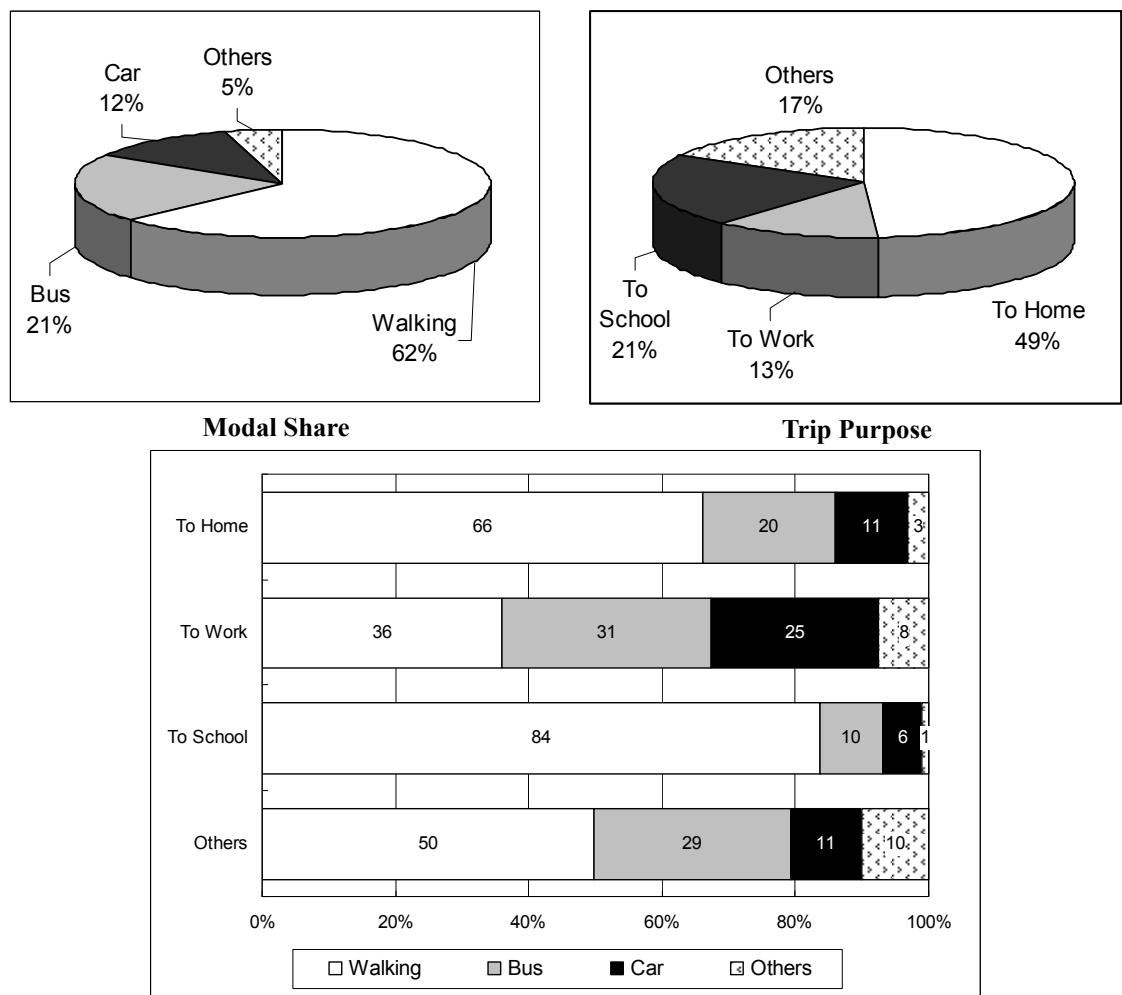 Car
12%
Others
5%
Bus
21%
Walking
62%
Others
17%
To
School
21%
To Work
13%
To Home
49%
Modal Share
Trip Purpose
To Home
66
20
11
3
To Work
36
31
25
8
To School
84
10
6
1
Others
50
29
11
10
0%
20%
40%
60%
80%
100%
Walking
Bus
Car
Others